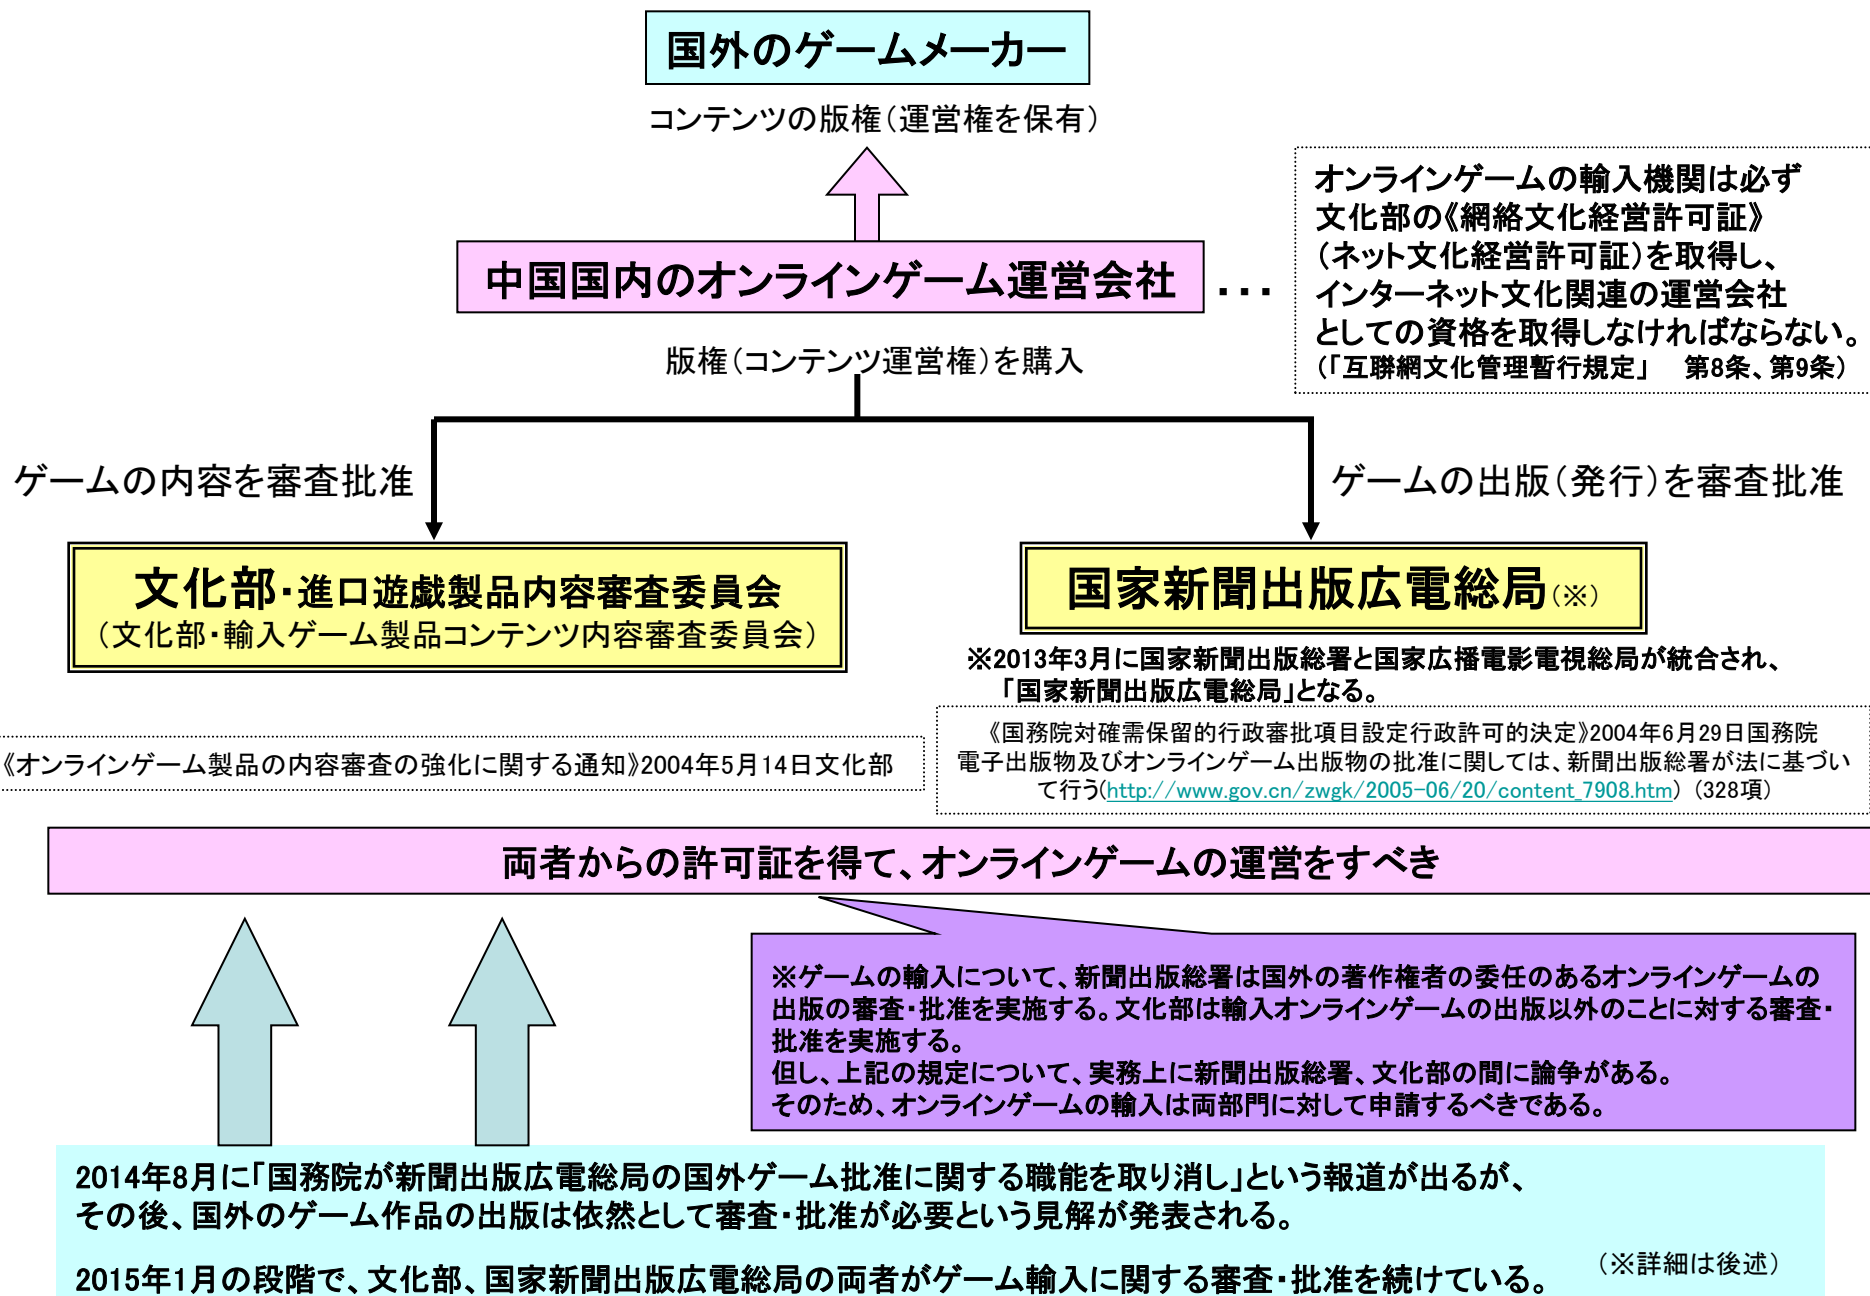 国外のゲームメーカー
コンテンツの版権（運営権を保有）
オンラインゲームの輸入機関は必ず
文化部の《網絡文化経営許可証》
（ネット文化経営許可証）を取得し、
インターネット文化関連の運営会社
としての資格を取得しなければならない。
（「互聯網文化管理暫行規定」　第8条、第9条）
中国国内のオンラインゲーム運営会社 ...
版権（コンテンツ運営権）を購入
ゲームの内容を審査批准
ゲームの出版（発行）を審査批准
文化部・進口遊戯製品内容審査委員会
（文化部・輸入ゲーム製品コンテンツ内容審査委員会）
国家新聞出版広電総局（※）
※2013年3月に国家新聞出版総署と国家広播電影電視総局が統合され、
「国家新聞出版広電総局」となる。
《オンラインゲーム製品の内容審査の強化に関する通知》2004年5月14日文化部
《国務院対確需保留的行政審批項目設定行政許可的決定》2004年6月29日国務院
電子出版物及びオンラインゲーム出版物の批准に関しては、新聞出版総署が法に基づい
て行う(http://www.gov.cn/zwgk/2005-06/20/content_7908.htm)（328項）
両者からの許可証を得て、オンラインゲームの運営をすべき
※ゲームの輸入について、新聞出版総署は国外の著作権者の委任のあるオンラインゲームの
出版の審査・批准を実施する。文化部は輸入オンラインゲームの出版以外のことに対する審査・
批准を実施する。
但し、上記の規定について、実務上に新聞出版総署、文化部の間に論争がある。
そのため、オンラインゲームの輸入は両部門に対して申請するべきである。
2014年8月に「国務院が新聞出版広電総局の国外ゲーム批准に関する職能を取り消し」という報道が出るが、
その後、国外のゲーム作品の出版は依然として審査・批准が必要という見解が発表される。
2015年1月の段階で、文化部、国家新聞出版広電総局の両者がゲーム輸入に関する審査・批准を続けている。
（※詳細は後述）